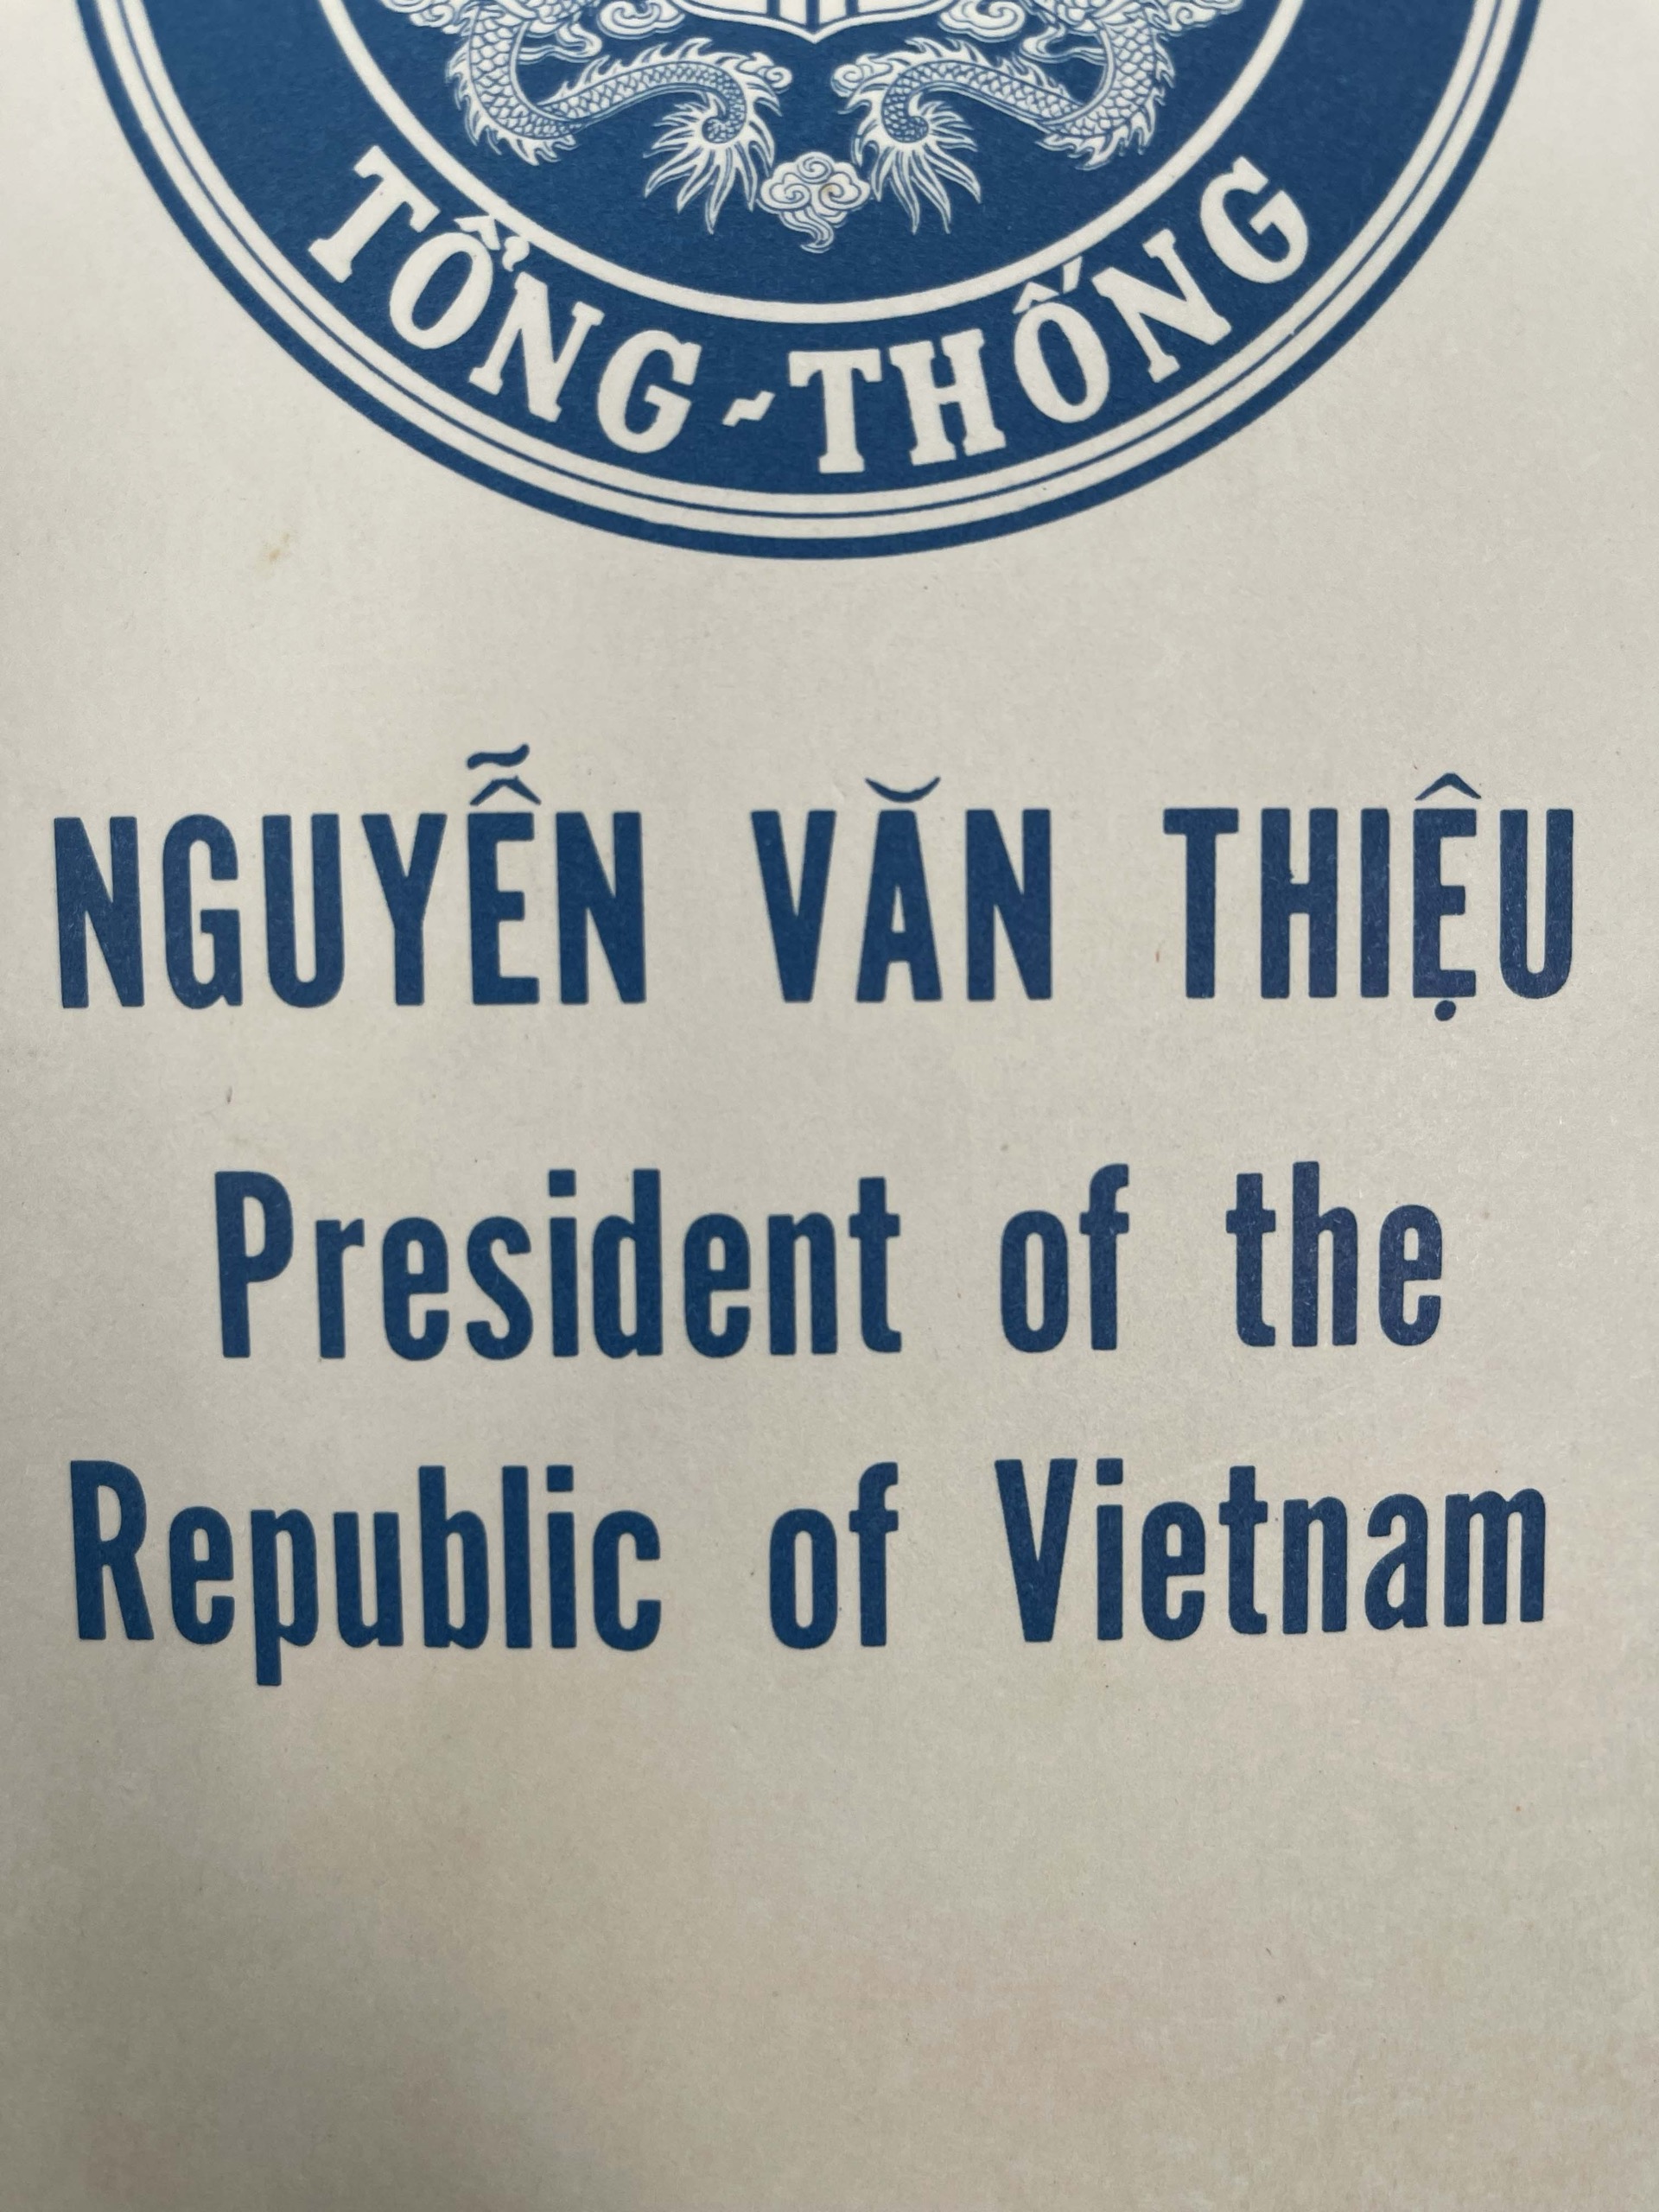 TỔNG-THỐNG
NGUYỄN VĂN THIỆU
President of the
Republic of Vietnam